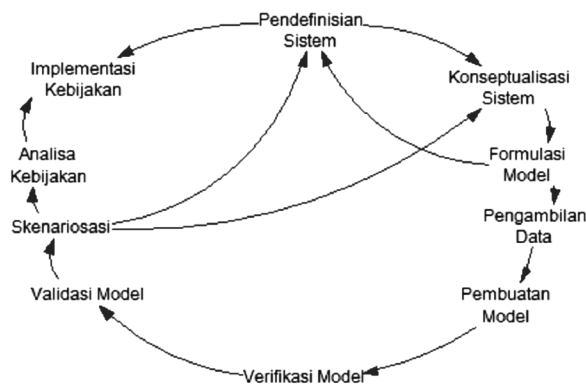 Pendefinisian
Sistem
Konseptualisasi
Sistem
Formulasi
Model
Pengambilan
Data
Pembuatan
Model
Verifikasi Model
Validasi Model
Skenariosasi
Analisa
Kebijakan
Implementasi
Kebijakan